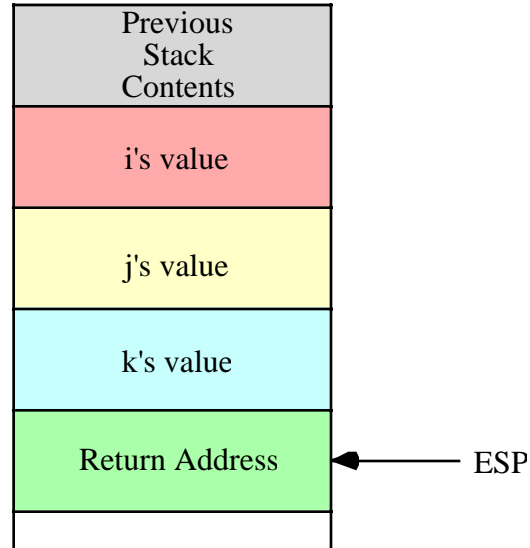 Previous
Stack
Contents
i's value
j's value
k's value
Return Address
ESP